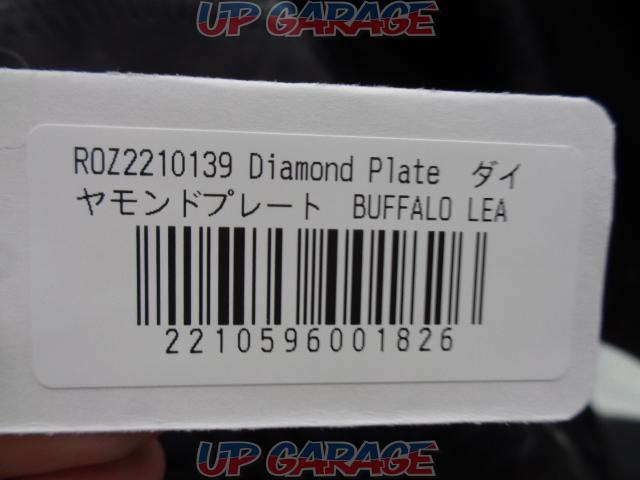 UP GARAGE
ROZ2210139 Diamond Plate ダイ
ヤモンドプレート BUFFALO LEA
2210596001826
UP GARAGE